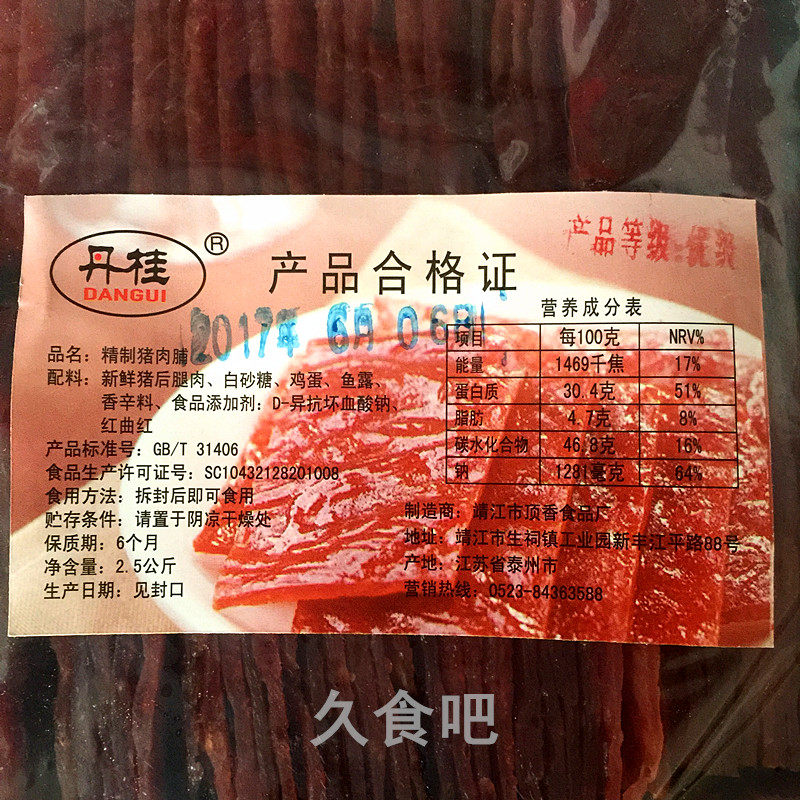 丹桂
DANGUI
®
产品合格证
产品等级:优级
2017年 6月 06日
品名：精制猪肉脯
配料：新鲜猪后腿肉、白砂糖、鸡蛋、鱼露、
香辛料、食品添加剂：D-异抗坏血酸钠、
红曲红
产品标准号：GB/T 31406
食品生产许可证号：SC10432128201008
食用方法：拆封后即可食用
贮存条件：请置于阴凉干燥处
保质期：6个月
净含量：2.5公斤
生产日期：见封口
营养成分表
项目 每100克 NRV%
能量 1469千焦 17%
蛋白质 30.4克 51%
脂肪 4.7克 8%
碳水化合物 46.8克 16%
钠 1281毫克 64%
制造商：靖江市顶香食品厂
地址：靖江市生祠镇工业园新丰江平路88号
产地：江苏省泰州市
营销热线：0523-84363588
久食吧